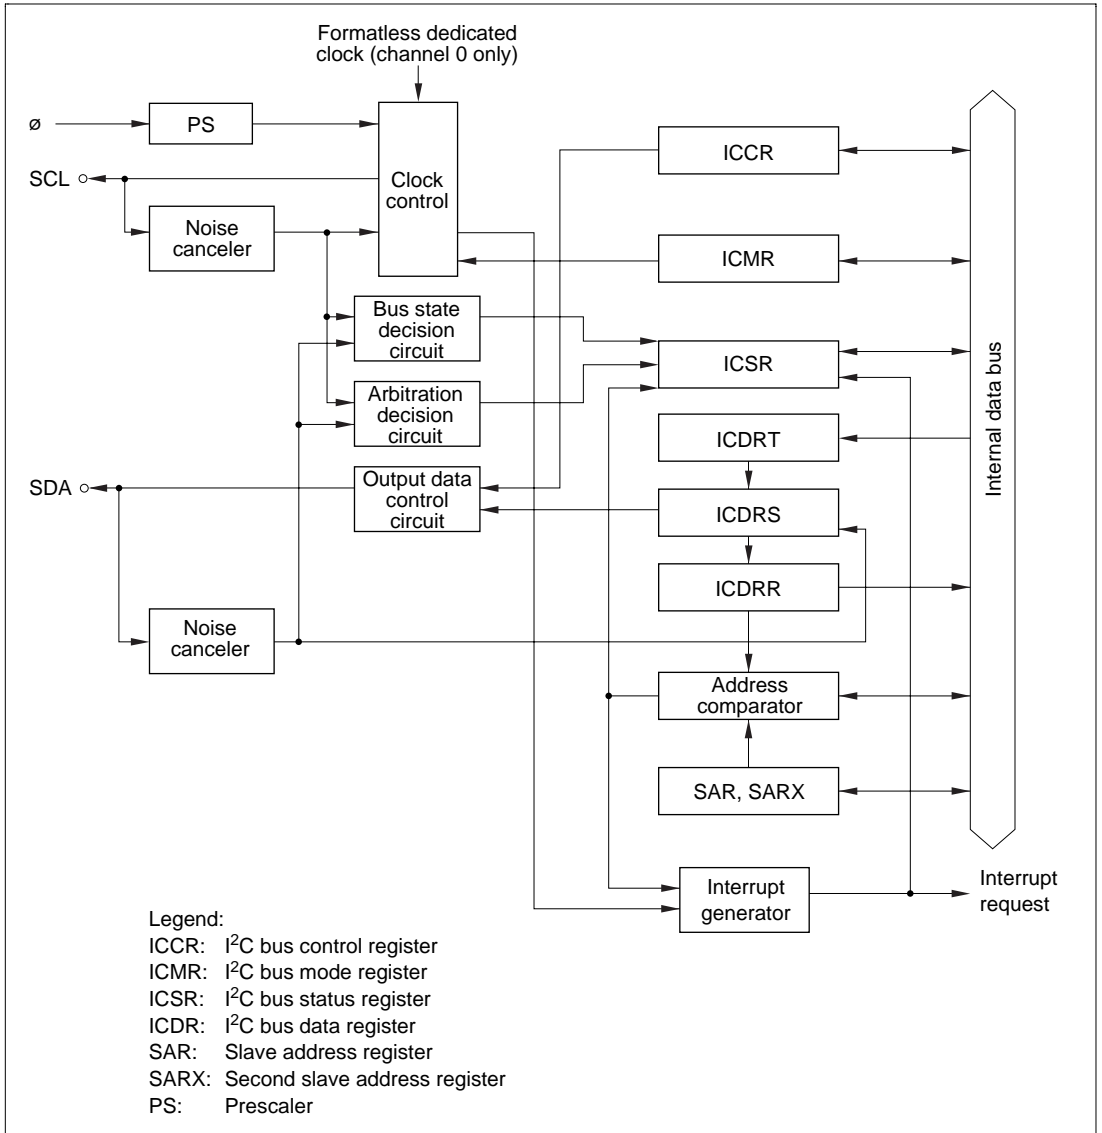 Formatless dedicated
clock (channel 0 only)
ø
PS
SCL
Clock
control
Noise
canceler
ICCR
ICMR
Bus state
decision
circuit
ICSR
Arbitration
decision
circuit
ICDRT
Internal data bus
SDA
Output data
control
circuit
ICDRS
ICDRR
Noise
canceler
Address
comparator
SAR, SARX
Interrupt
generator
Interrupt
request
Legend:
ICCR: I²C bus control register
ICMR: I²C bus mode register
ICSR: I²C bus status register
ICDR: I²C bus data register
SAR: Slave address register
SARX: Second slave address register
PS: Prescaler